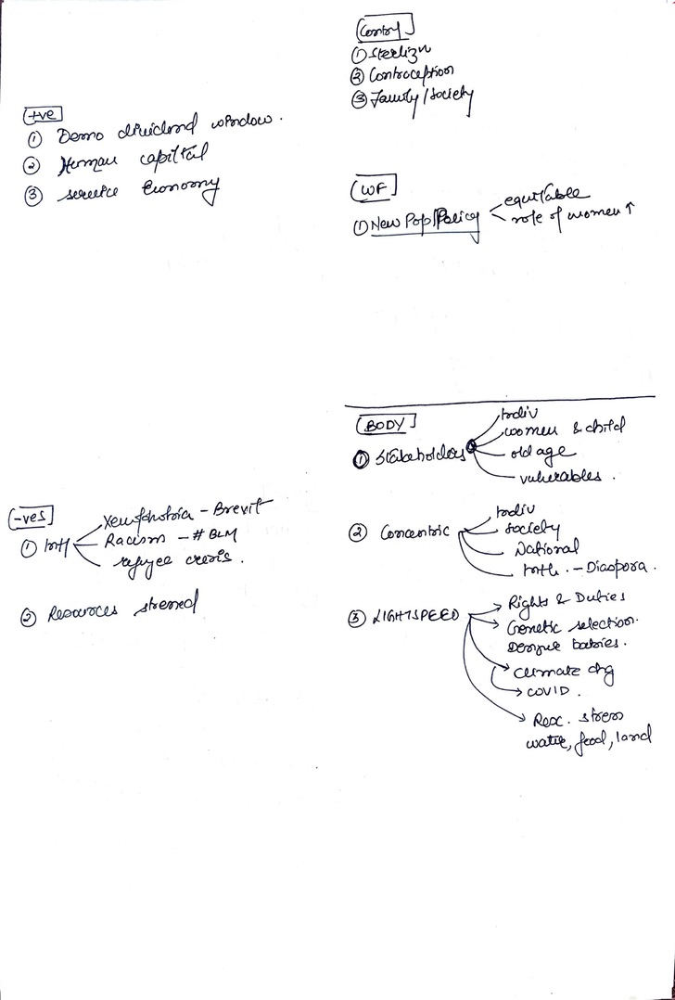 Contry
① Sterilizn
② Contraception
③ Family/society
+ve
① Demo dividend window.
② Human capital
③ service Economy
WF
① New Pop/Policy
equitable
role of women ↑
BODY
① Stakeholders
Indiv
women & child
old age
vulnerables.
-ves
① Intl
Xenophobia - Brexit
Racism - # BLM
refugee crisis.
② Resources stressed
② Concentric
Indiv
society
National
Intl. - Diaspora.
③ LIGHTSPEED
Rights & Duties
Genetic selection.
Designer babies.
climate chg
COVID.
Res. stress
water, food, land